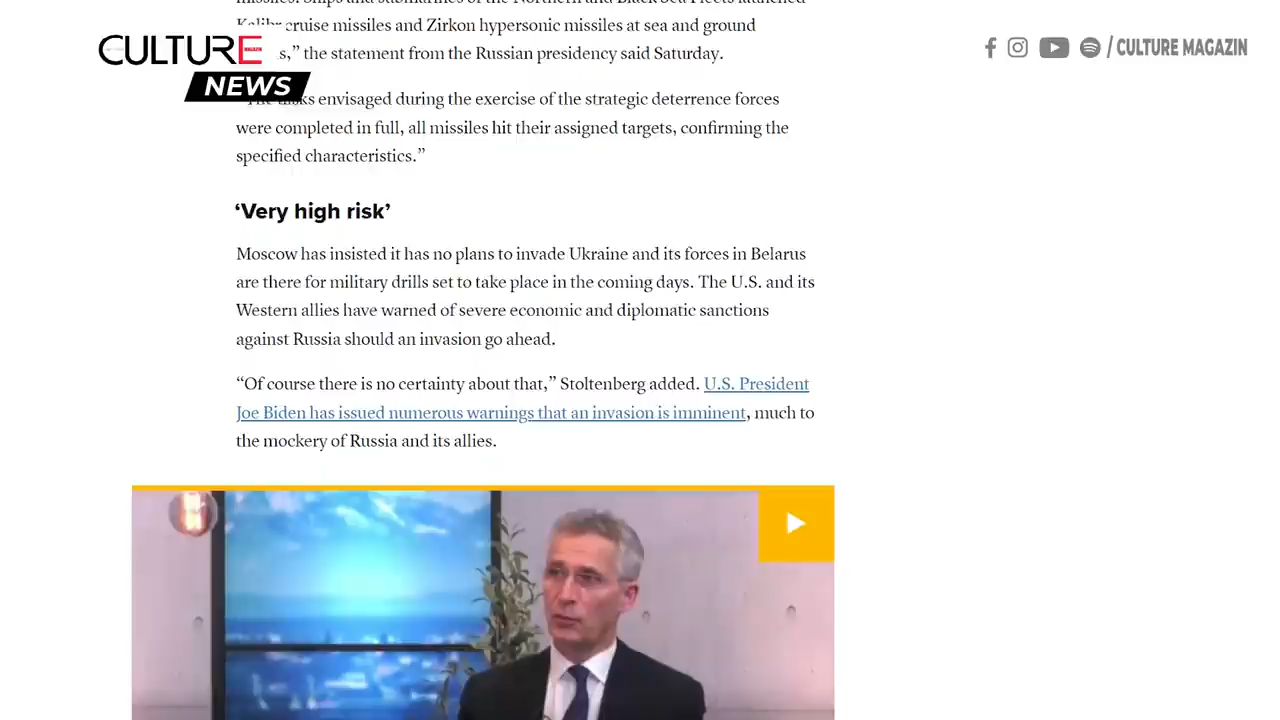 missiles. Ships and submarines of the Northern and Black Sea Fleets launched
Kalibr cruise missiles and Zirkon hypersonic missiles at sea and ground
s,” the statement from the Russian presidency said Saturday.
CULTURE
MAGAZIN
NEWS
/ CULTURE MAGAZIN
envisaged during the exercise of the strategic deterrence forces
were completed in full, all missiles hit their assigned targets, confirming the
specified characteristics.”
‘Very high risk’
Moscow has insisted it has no plans to invade Ukraine and its forces in Belarus
are there for military drills set to take place in the coming days. The U.S. and its
Western allies have warned of severe economic and diplomatic sanctions
against Russia should an invasion go ahead.
“Of course there is no certainty about that,” Stoltenberg added. U.S. President
Joe Biden has issued numerous warnings that an invasion is imminent, much to
the mockery of Russia and its allies.